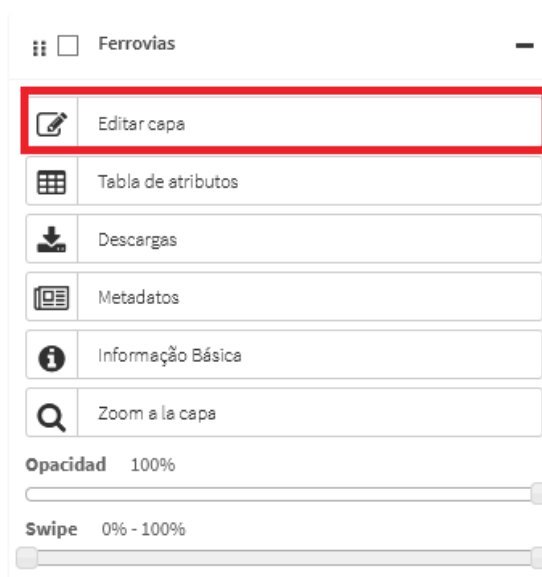 Ferrovias
Editar capa
Tabla de atributos
Descargas
Metadatos
Informação Básica
Zoom a la capa
Opacidad 100%
Swipe 0% - 100%